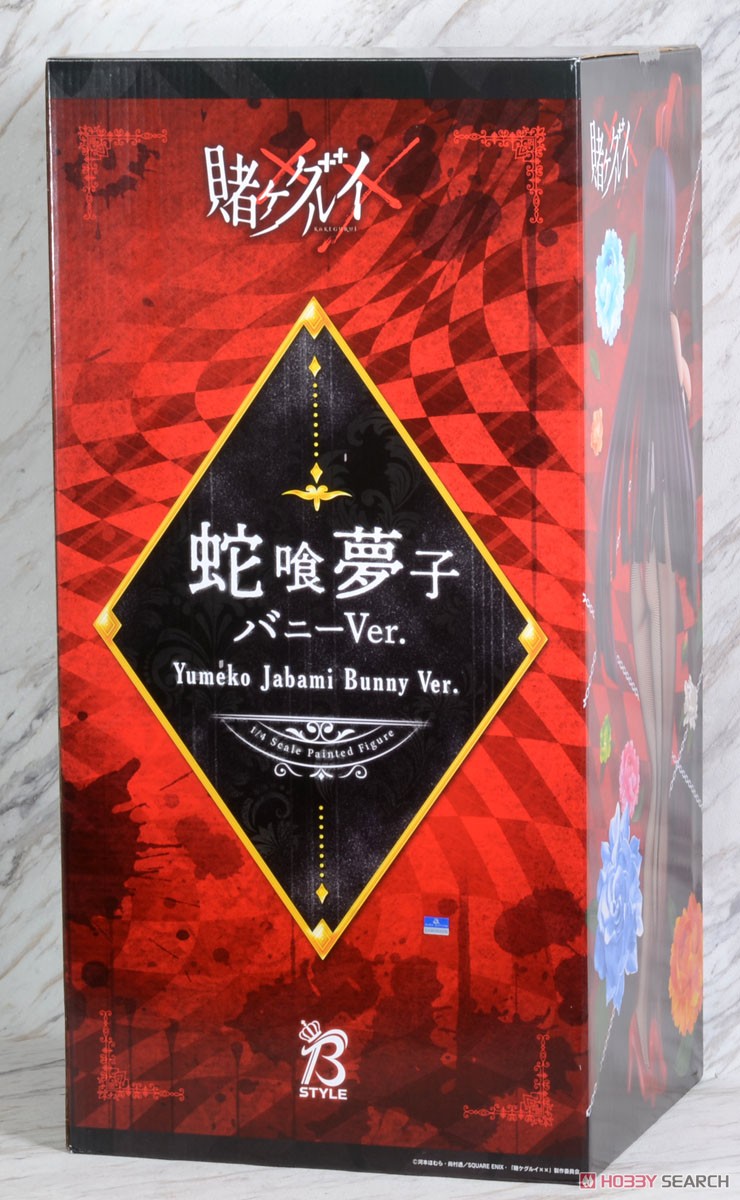 賭ケグルイ××
KAKEGURUI
賭ケグルイ
蛇喰夢子
バニーVer.
Yumeko Jabami Bunny Ver.
1/4 Scale Painted Figure
B
STYLE
©河本ほむら・尚村透/SQUARE ENIX・「賭ケグルイ××」製作委員会
HOBBY SEARCH